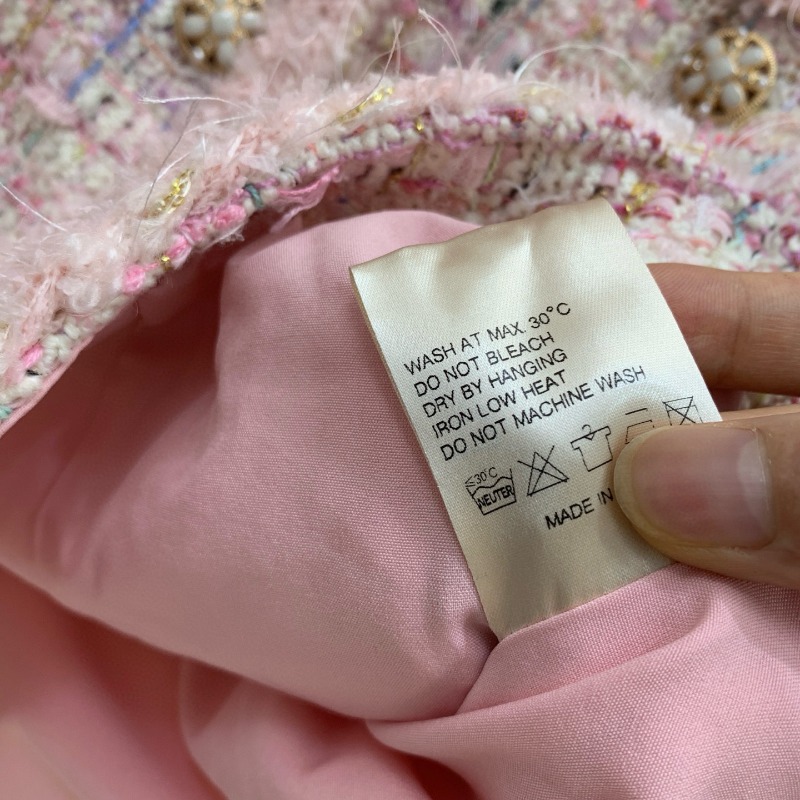 WASH AT MAX. 30°C
DO NOT BLEACH
DRY BY HANGING
IRON LOW HEAT
DO NOT MACHINE WASH
≤30°C
NEUTER
MADE IN